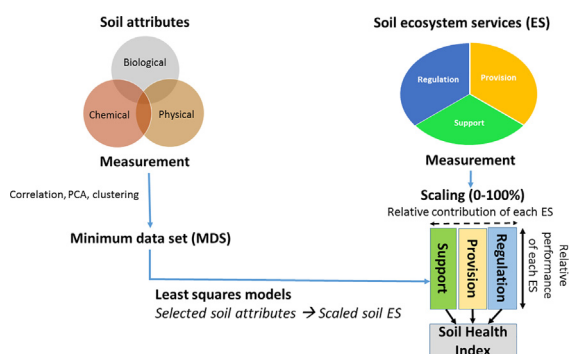 Soil attributes
Biological
Chemical
Physical
Measurement
Correlation, PCA, clustering
Minimum data set (MDS)
Least squares models
Selected soil attributes → Scaled soil ES
Soil ecosystem services (ES)
Regulation
Provision
Support
Measurement
Scaling (0-100%)
Relative contribution of each ES
Support
Provision
Regulation
Relative
performance
of each ES
Soil Health
Index